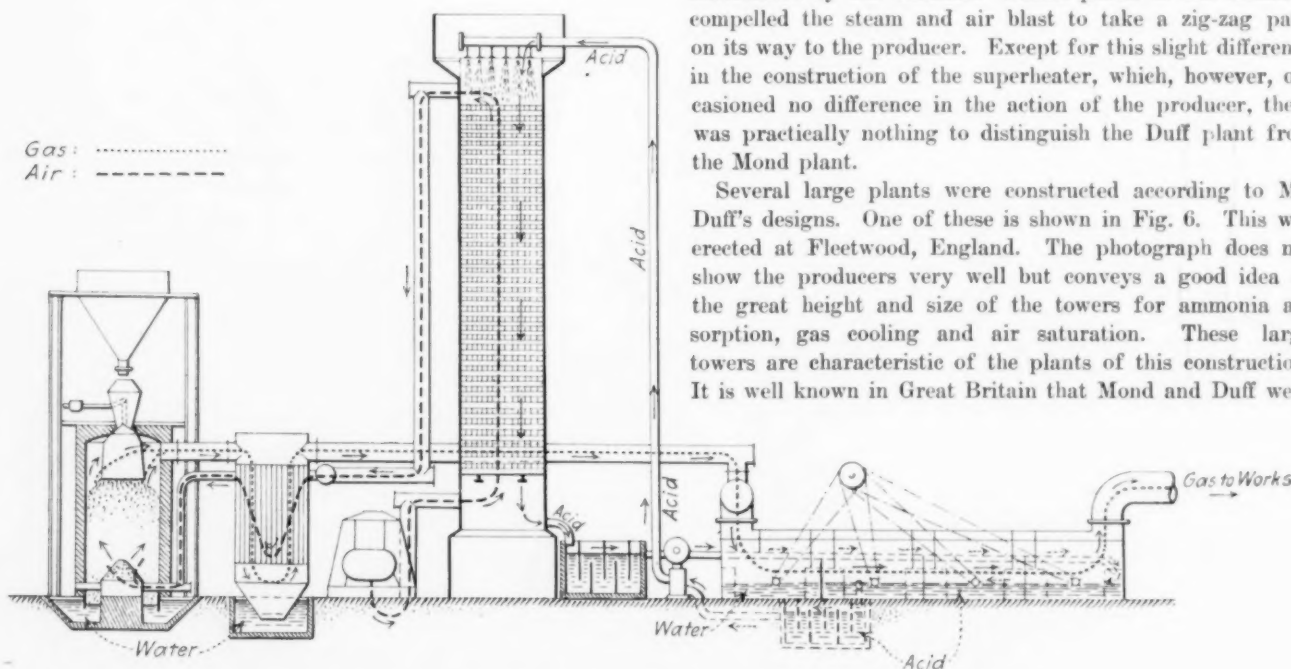 compelled the steam and air blast to take a zig-zag pa
on its way to the producer. Except for this slight differen
in the construction of the superheater, which, however, o
casioned no difference in the action of the producer, the
was practically nothing to distinguish the Duff plant fro
the Mond plant.
Several large plants were constructed according to M
Duff's designs. One of these is shown in Fig. 6. This w
erected at Fleetwood, England. The photograph does n
show the producers very well but conveys a good idea
the great height and size of the towers for ammonia a
sorption, gas cooling and air saturation. These larg
towers are characteristic of the plants of this constructio
It is well known in Great Britain that Mond and Duff we
Gas:
Air:
Acid
Acid
Acid
Acid
Gas to Works
Water
Water
Acid